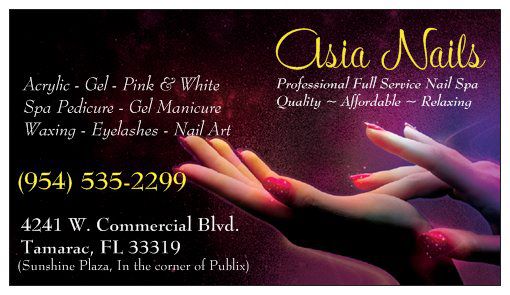 Asia Nails
Professional Full Service Nail Spa
Quality ~ Affordable ~ Relaxing
Acrylic - Gel - Pink & White
Spa Pedicure - Gel Manicure
Waxing - Eyelashes - Nail Art
(954) 535-2299
4241 W. Commercial Blvd.
Tamarac, FL 33319
(Sunshine Plaza, In the corner of Publix)